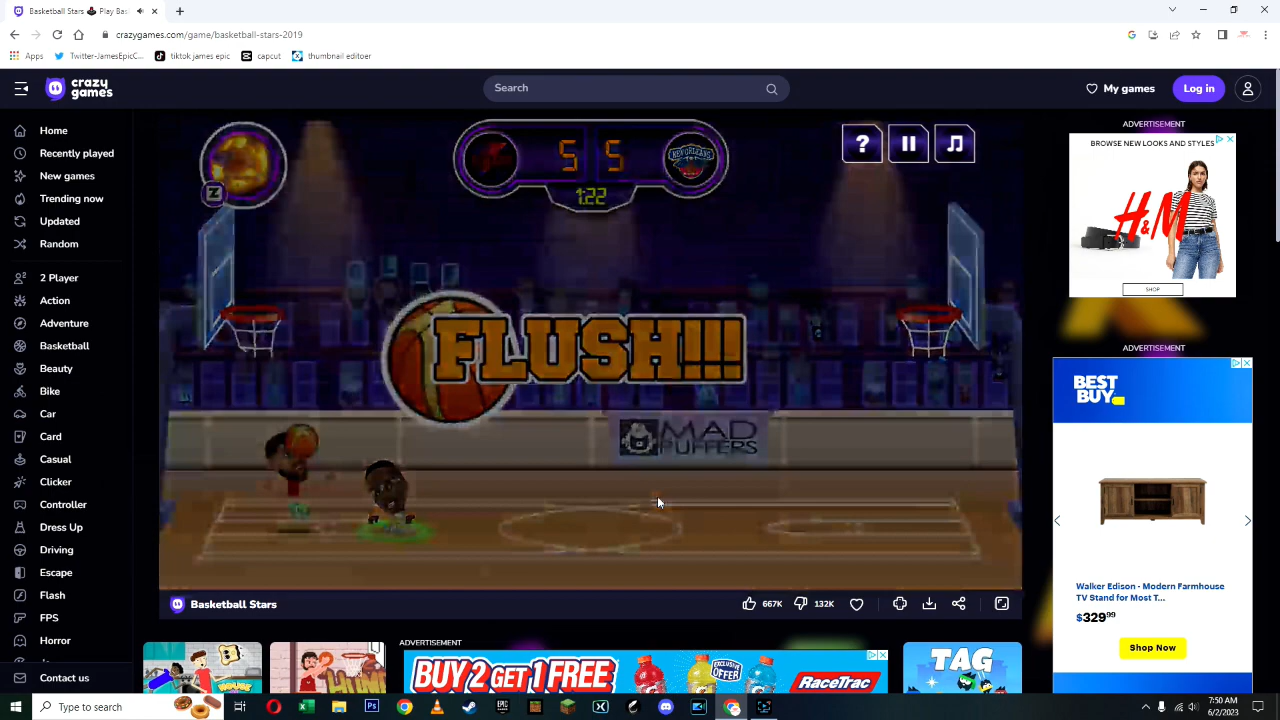 Basketball Stars Play Bas
crazygames.com/game/basketball-stars-2019
Apps
Twitter-JamesEpicC...
tiktok james epic
capcut
thumbnail editoer
crazy
games
Search
My games
Log in
Home
Recently played
New games
Trending now
Updated
Random
2 Player
Action
Adventure
Basketball
Beauty
Bike
Car
Card
Casual
Clicker
Controller
Dress Up
Driving
Escape
Flash
FPS
Horror
Contact us
Z
5 5
NEW ORLEANS
1:22
?
FLUSH!!!
MAD
PUFFERS
Basketball Stars
667K
132K
ADVERTISEMENT
BUY 2 GET 1 FREE
EXCLUSIVE
OFFER
RaceTrac
TAG
ADVERTISEMENT
BROWSE NEW LOOKS AND STYLES
H&M
SHOP
ADVERTISEMENT
BEST
BUY
Walker Edison - Modern Farmhouse
TV Stand for Most T...
$329.99
Shop Now
Type to search
7:50 AM
6/2/2023